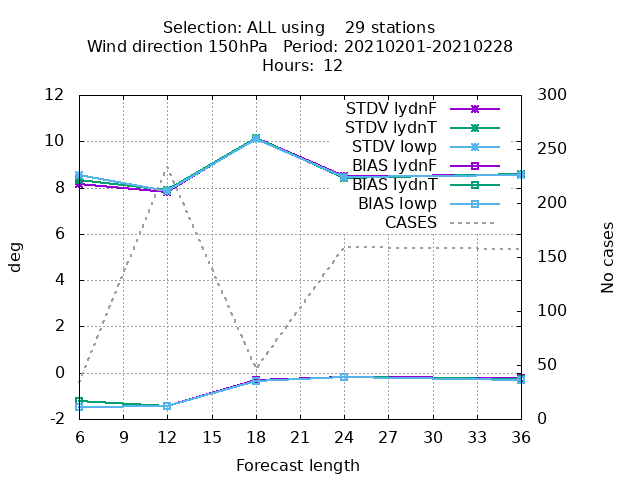 Selection: ALL using 29 stations
Wind direction 150hPa Period: 20210201-20210228
Hours: 12
12
10
8
6
4
2
0
-2
deg
300
250
200
150
100
50
0
No cases
STDV lydnF
STDV lydnT
STDV lowp
BIAS lydnF
BIAS lydnT
BIAS lowp
CASES
6 9 12 15 18 21 24 27 30 33 36
Forecast length